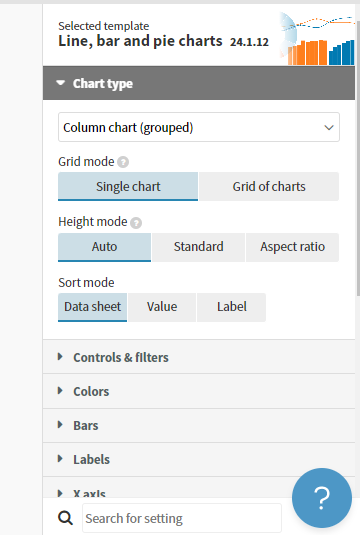 Selected template
Line, bar and pie charts 24.1.12
Chart type
Column chart (grouped)
Grid mode ?
Single chart Grid of charts
Height mode ?
Auto Standard Aspect ratio
Sort mode
Data sheet Value Label
Controls & filters
Colors
Bars
Labels
X axis
Search for setting
?